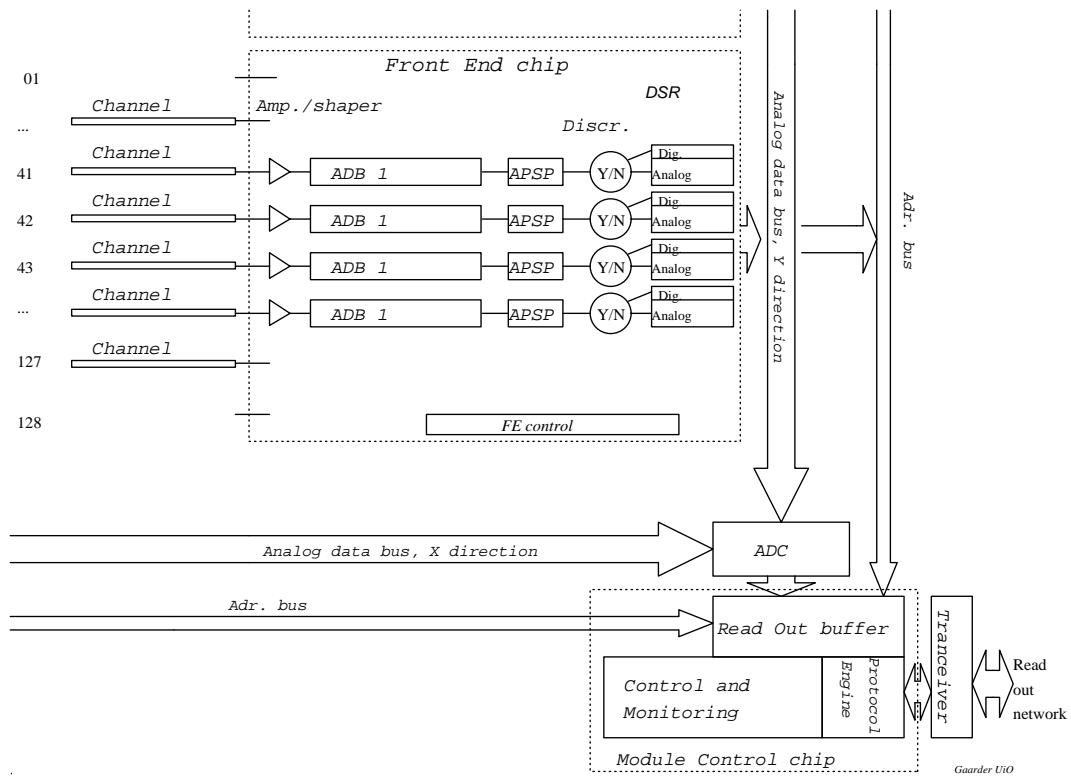 Front End chip
01
DSR
Channel
Amp./shaper
...
Discr.
Channel
41
ADB 1
APSP
Y/N
Dig.
Analog
Channel
42
ADB 1
APSP
Y/N
Dig.
Analog
Channel
43
ADB 1
APSP
Y/N
Dig.
Analog
Channel
...
ADB 1
APSP
Y/N
Dig.
Analog
Channel
127
128
FE control
Analog data bus, Y direction
Adr. bus
Analog data bus, X direction
ADC
Adr. bus
Read Out buffer
Control and
Monitoring
Protocol
Engine
Tranceiver
Read
out
network
Module Control chip
Gaarder UiO